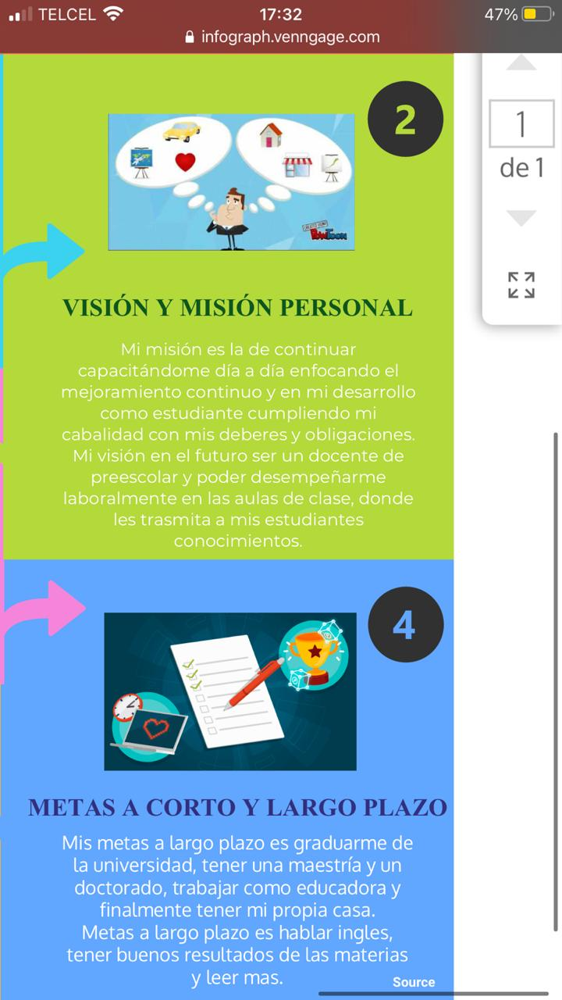 TELCEL
17:32
47%
infograph.venngage.com
2
1
de 1
CREATED USING
PowToon
VISIÓN Y MISIÓN PERSONAL
Mi misión es la de continuar
capacitándome día a día enfocando el
mejoramiento continuo y en mi desarrollo
como estudiante cumpliendo mi
cabalidad con mis deberes y obligaciones.
Mi visión en el futuro ser un docente de
preescolar y poder desempeñarme
laboralmente en las aulas de clase, donde
les trasmita a mis estudiantes
conocimientos.
4
METAS A CORTO Y LARGO PLAZO
Mis metas a largo plazo es graduarme de
la universidad, tener una maestría y un
doctorado, trabajar como educadora y
finalmente tener mi propia casa.
Metas a largo plazo es hablar ingles,
tener buenos resultados de las materias
y leer mas.
Source